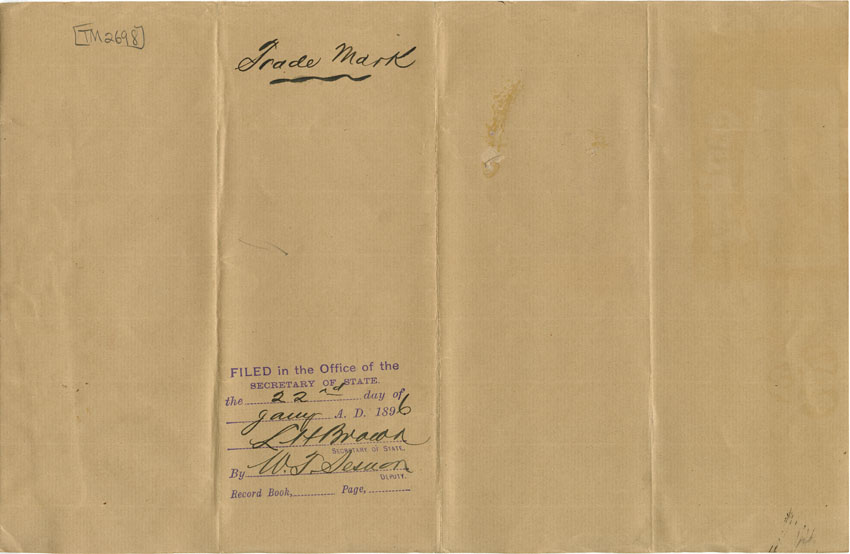 [TM2698]
Trade Mark
FILED in the Office of the
SECRETARY OF STATE.
the 22nd day of
Jany A. D. 1896
L H Brown
SECRETARY OF STATE.
By W. T. Sesnon
DEPUTY.
Record Book, Page,